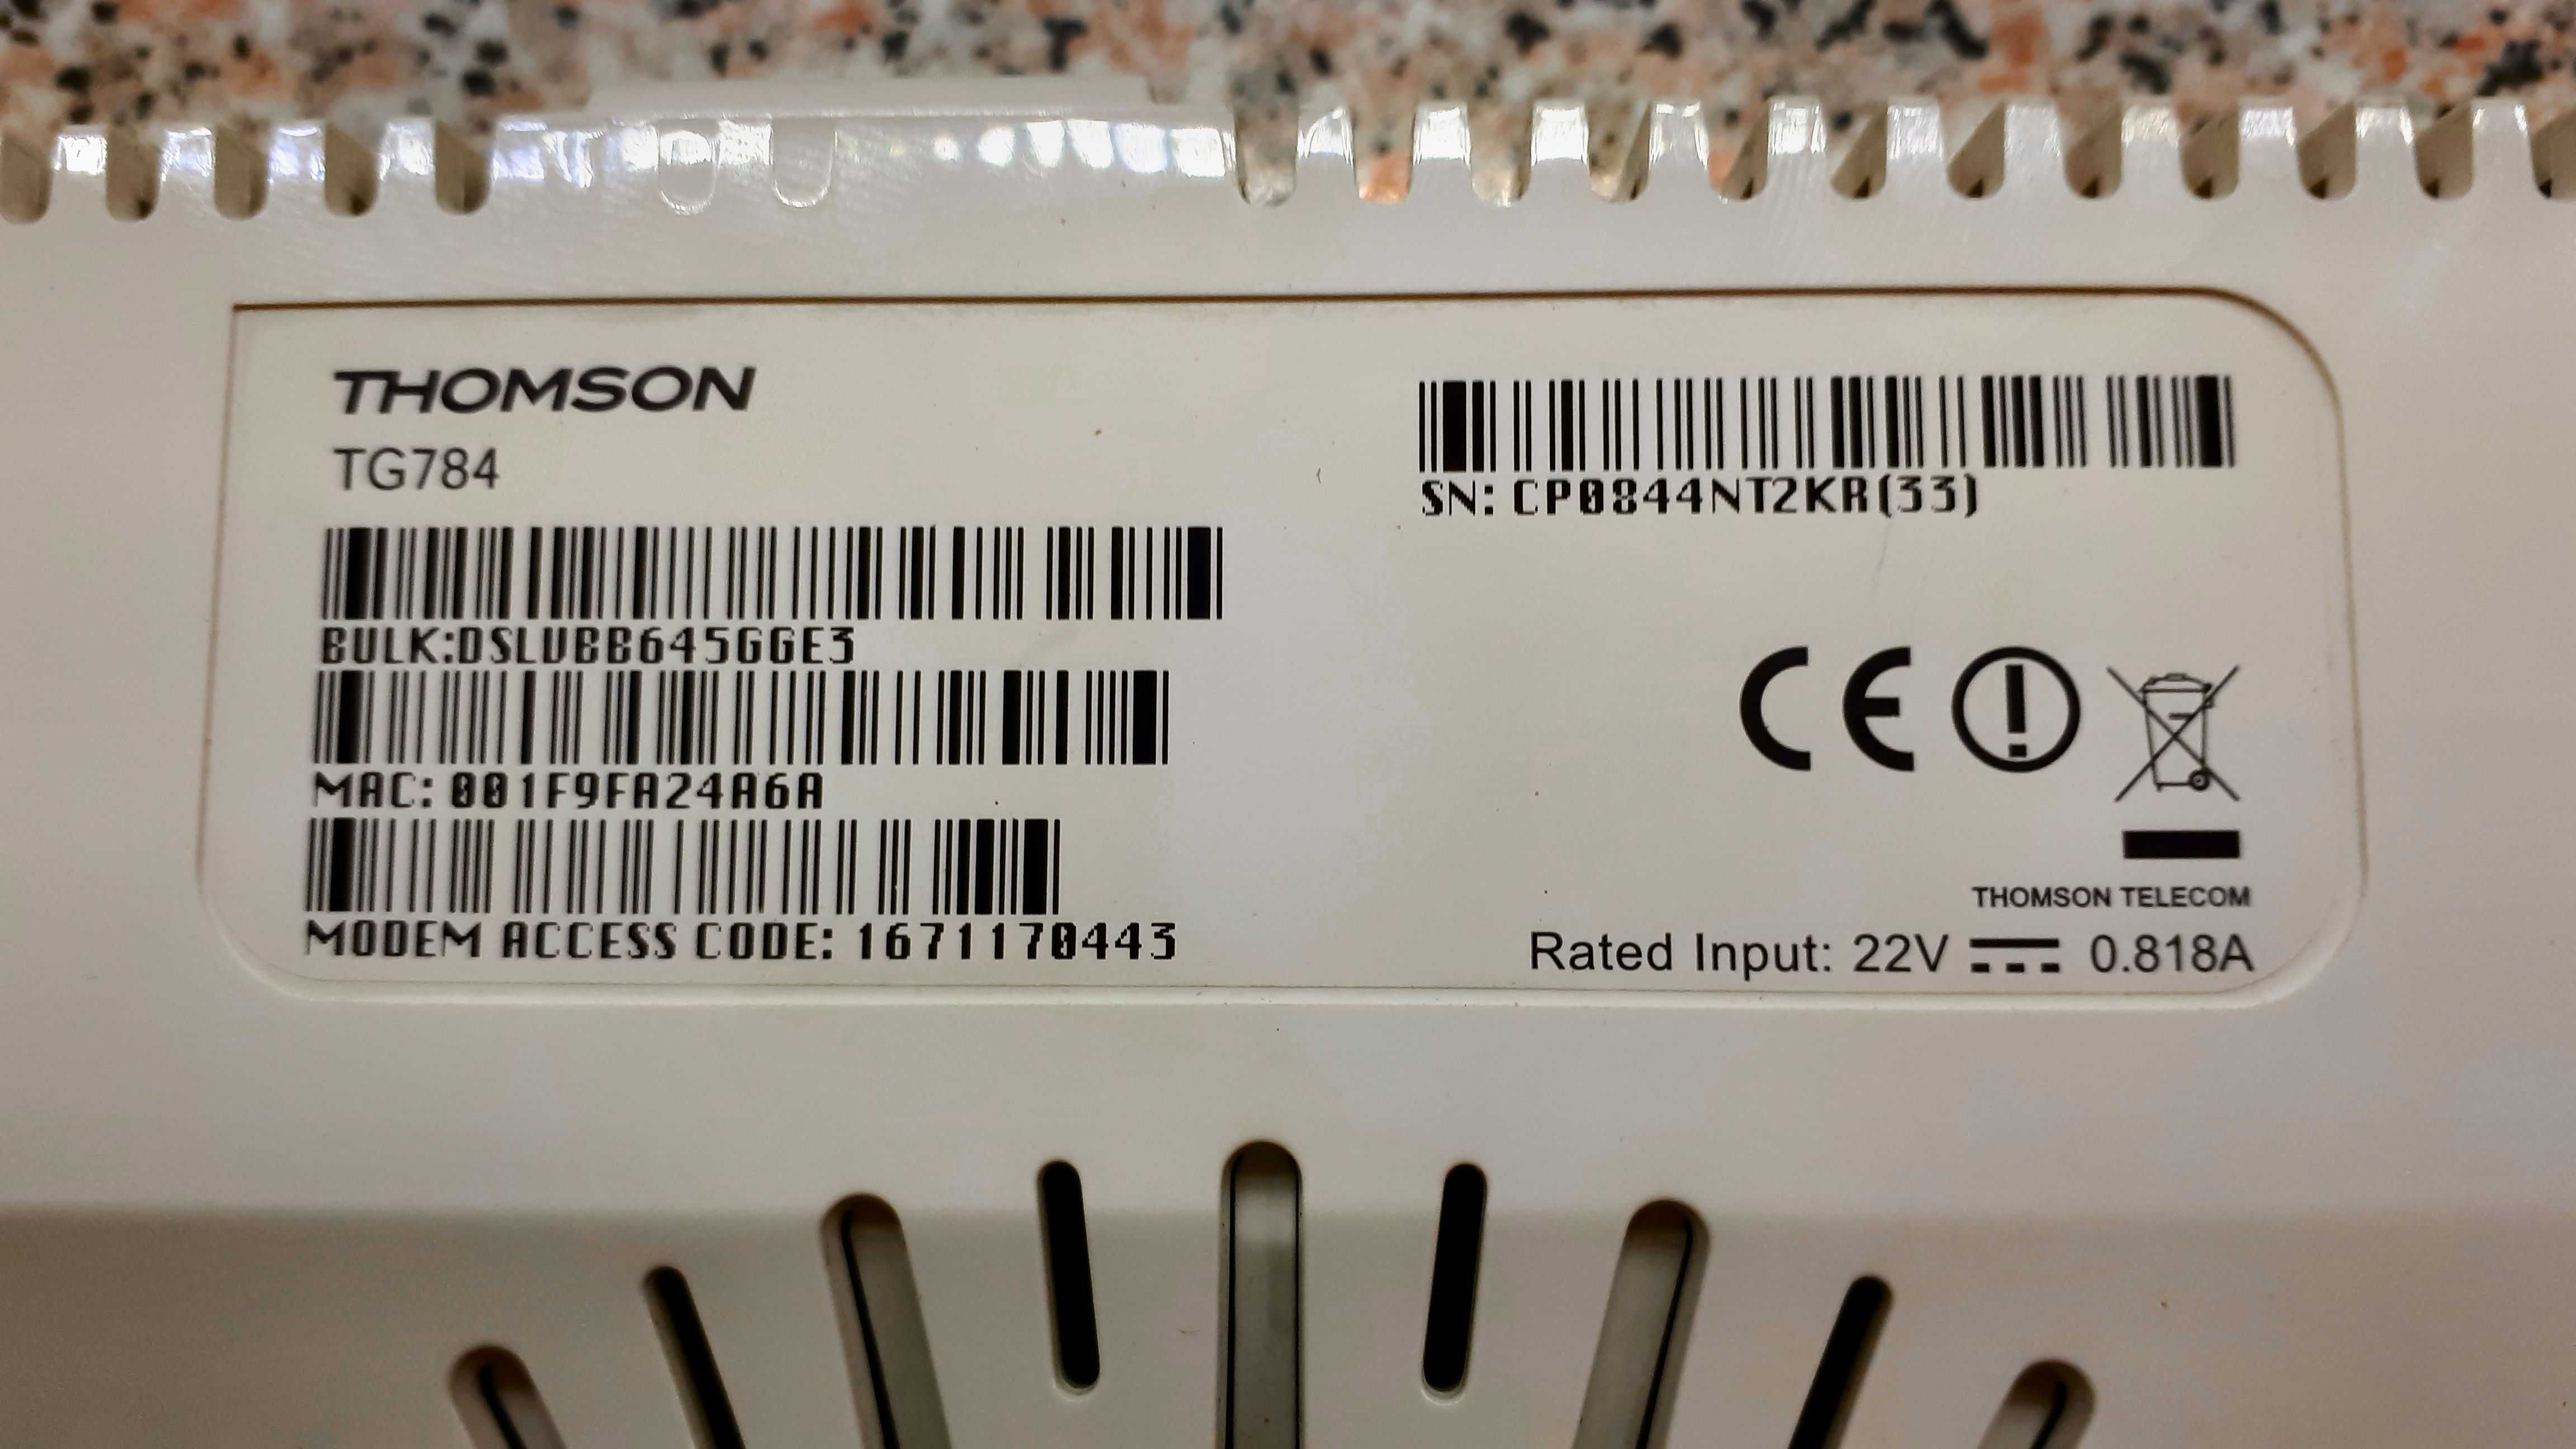 THOMSON
TG784
BULK:DSLVBB645GGE3
MAC: 001F9FA24A6A
MODEM ACCESS CODE: 1671170443
SN: CP0844NT2KR(33)
CE
THOMSON TELECOM
Rated Input: 22V ⎓ 0.818A